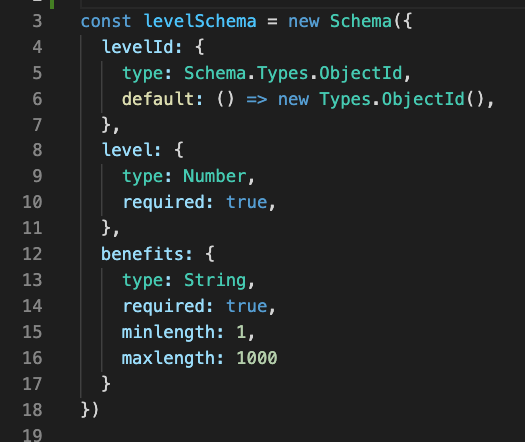 3 const levelSchema = new Schema({
4 levelId: {
5 type: Schema.Types.ObjectId,
6 default: () => new Types.ObjectId(),
7 },
8 level: {
9 type: Number,
10 required: true,
11 },
12 benefits: {
13 type: String,
14 required: true,
15 minlength: 1,
16 maxlength: 1000
17 }
18 })
19